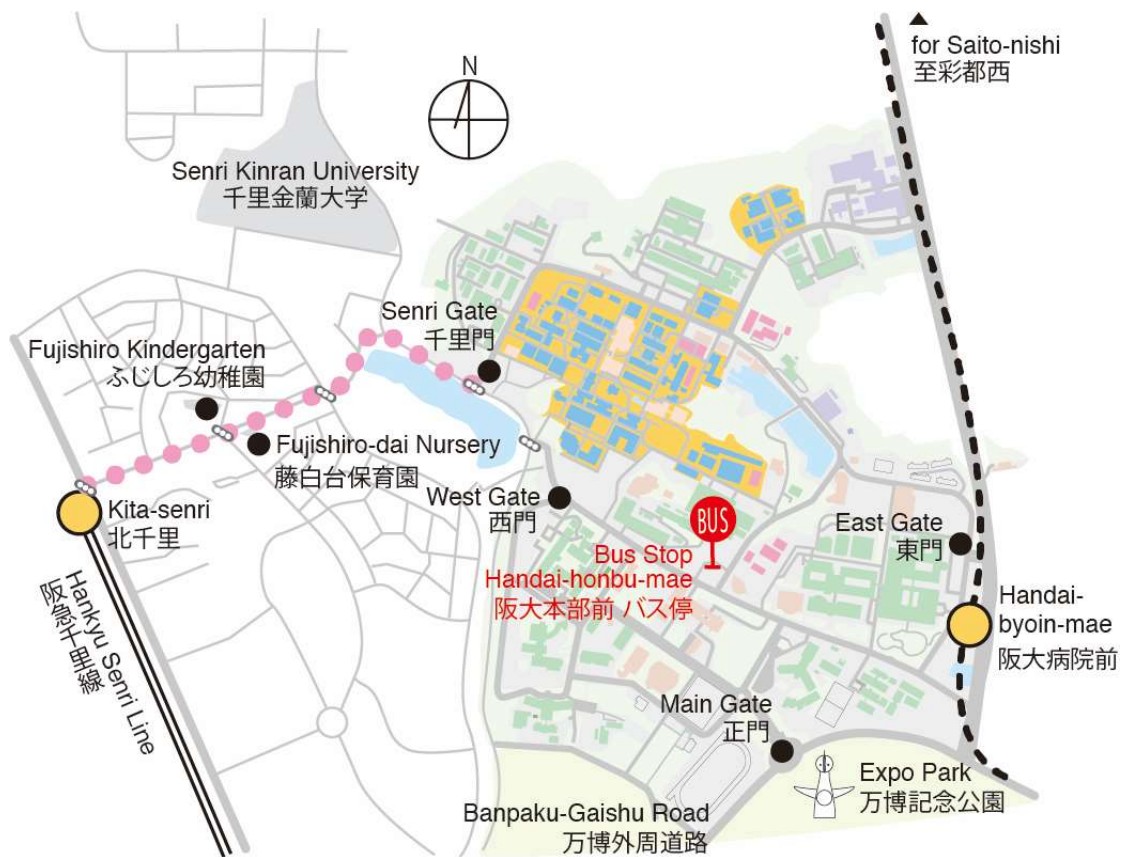 for Saito-nishi
至彩都西
N
Senri Kinran University
千里金蘭大学
Senri Gate
千里門
Fujishiro Kindergarten
ふじしろ幼稚園
Fujishiro-dai Nursery
藤白台保育園
West Gate
西門
Kita-senri
北千里
BUS
Bus Stop
Handai-honbu-mae
阪大本部前 バス停
East Gate
東門
Handai-
byoin-mae
阪大病院前
Hankyu Senri Line
阪急千里線
Main Gate
正門
Expo Park
万博記念公園
Banpaku-Gaishu Road
万博外周道路